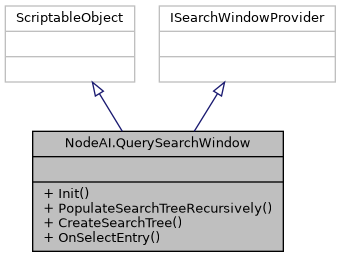 ScriptableObject
ISearchWindowProvider
NodeAI.QuerySearchWindow
+ Init()
+ PopulateSearchTreeRecursively()
+ CreateSearchTree()
+ OnSelectEntry()